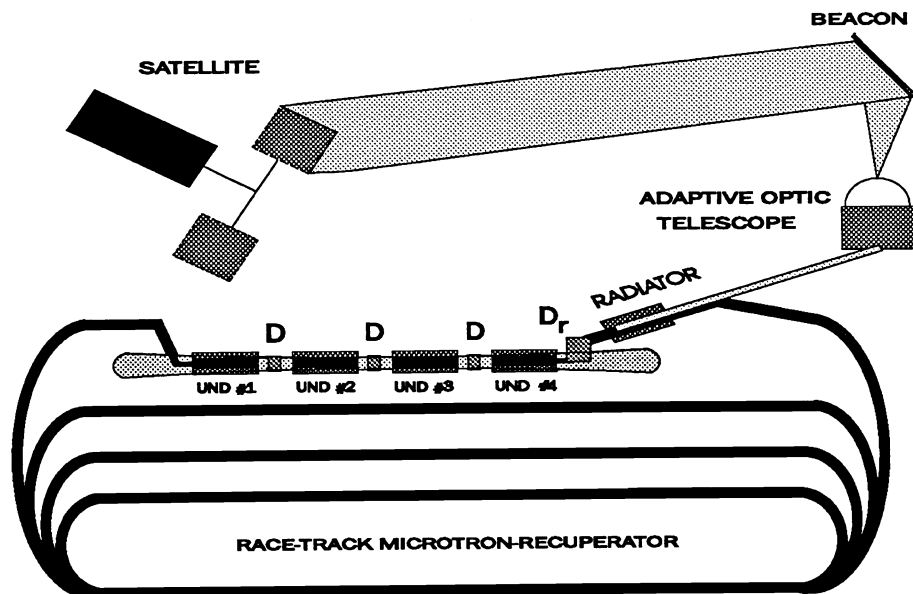 BEACON
SATELLITE
ADAPTIVE OPTIC
TELESCOPE
RADIATOR
D
D
D
Dr
UND #1
UND #2
UND #3
UND #4
RACE-TRACK MICROTRON-RECUPERATOR